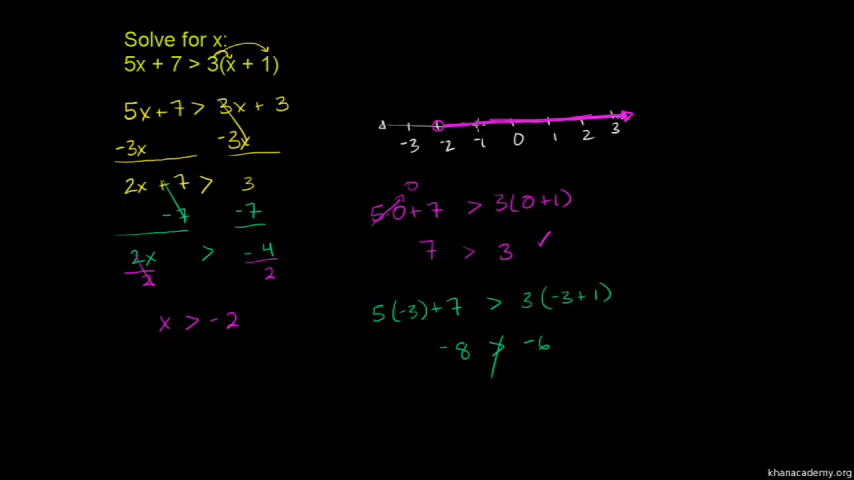 Solve for x:
5x + 7 > 3(x + 1)
5x+7 > 3x + 3
-3x -3x
2x + 7 > 3
-7 -7
2x > -4
2 2
x > -2
-3 -2 -1 0 1 2 3
0
5·0+7 > 3(0+1)
7 > 3 ✓
5(-3)+7 > 3(-3+1)
-8 ≯ -6
khanacademy.org